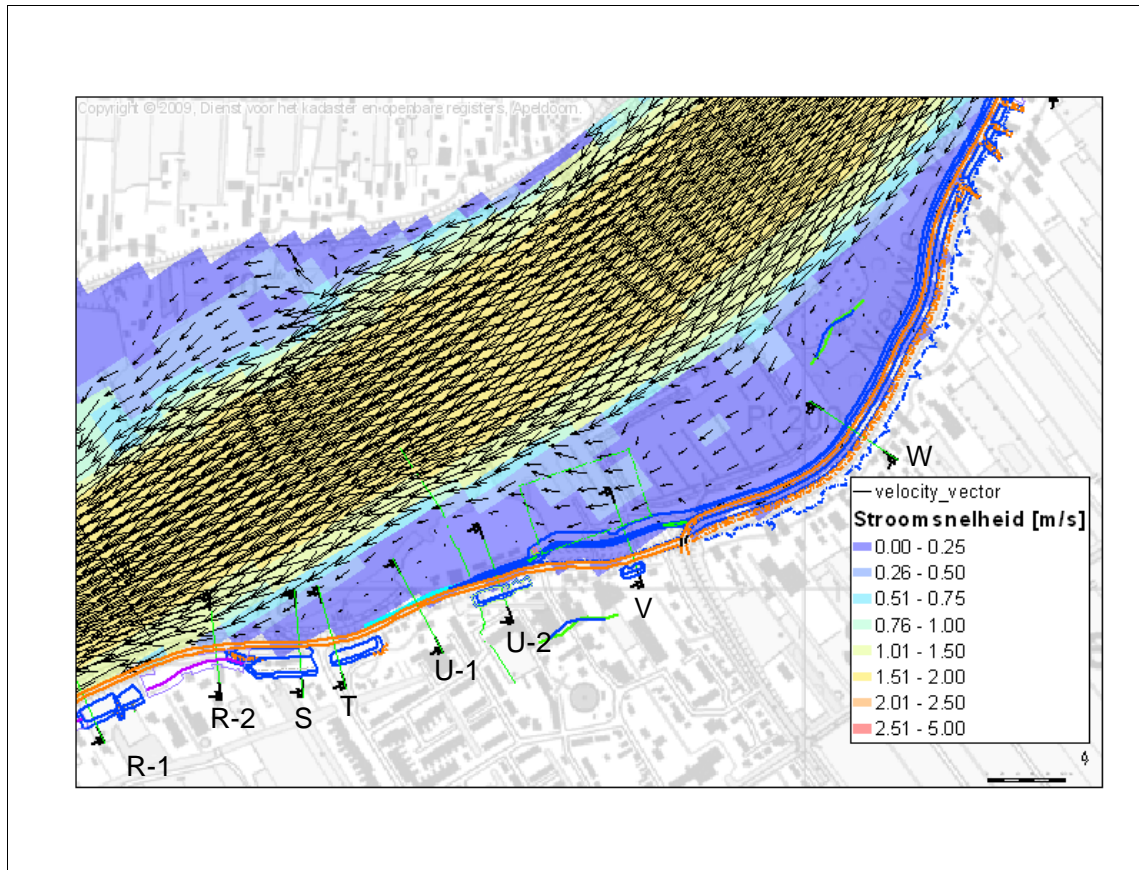 Copyright © 2009, Dienst voor het kadaster en openbare registers, Apeldoorn
W
velocity_vector
Stroomsnelheid [m/s]
0.00 - 0.25
0.26 - 0.50
0.51 - 0.75
0.76 - 1.00
1.01 - 1.50
1.51 - 2.00
2.01 - 2.50
2.51 - 5.00
V
U-2
U-1
T
S
R-2
R-1